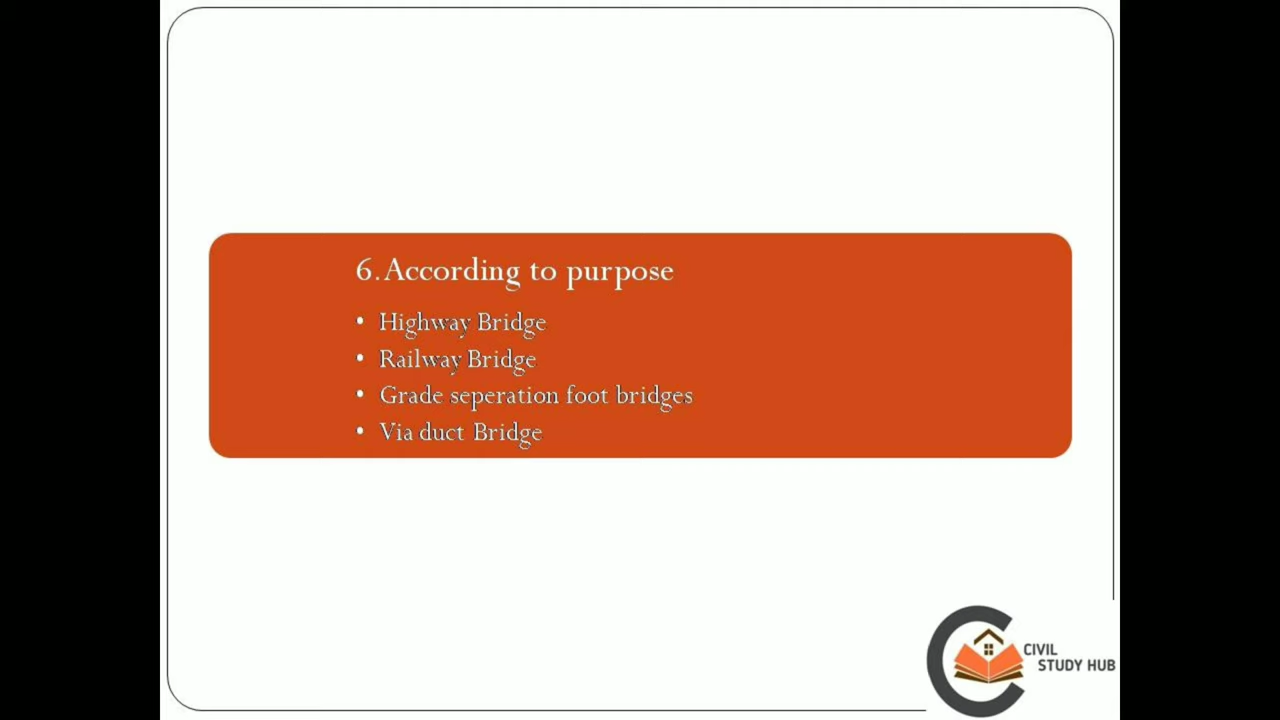 6. According to purpose
• Highway Bridge
• Railway Bridge
• Grade seperation foot bridges
• Via duct Bridge
CIVIL
STUDY HUB